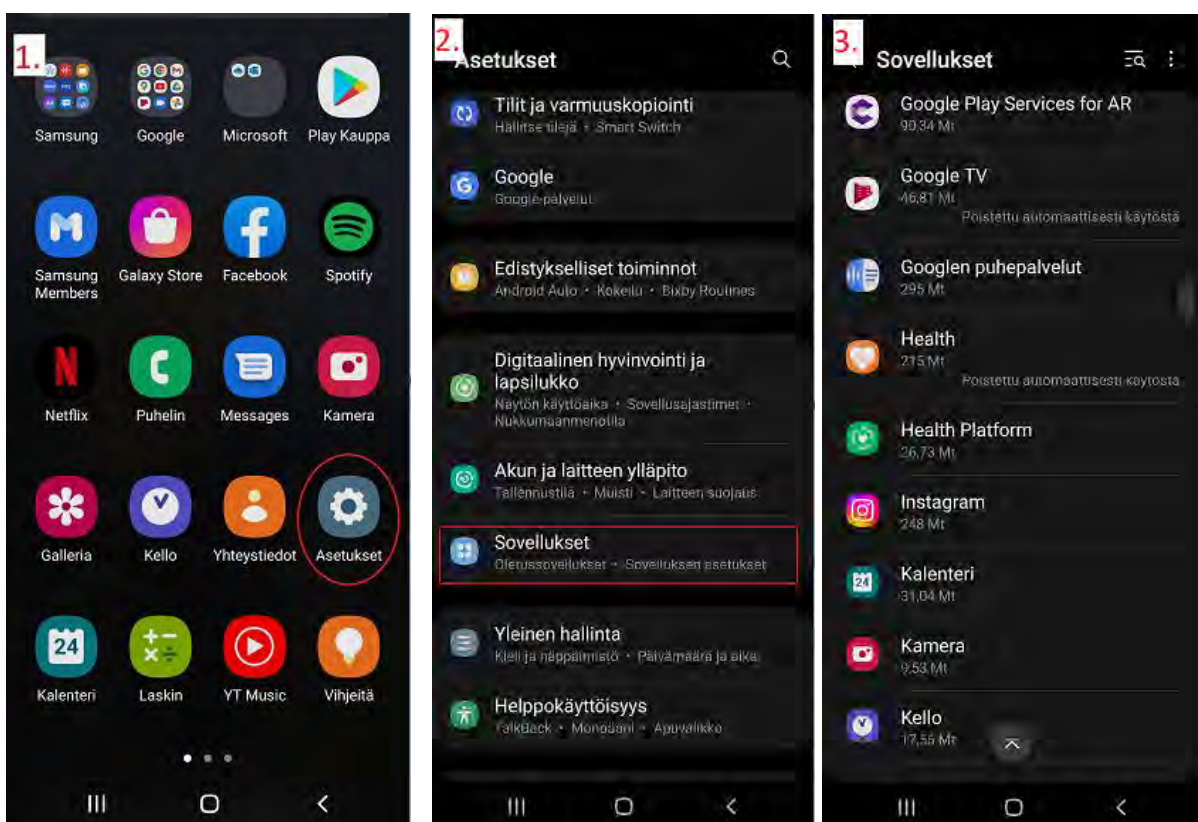 1.
Samsung Google Microsoft Play Kauppa
Samsung Members Galaxy Store Facebook Spotify
Netflix Puhelin Messages Kamera
Galleria Kello Yhteystiedot Asetukset
24
Kalenteri Laskin YT Music Vihjeitä
2.
Asetukset
Tilit ja varmuuskopiointi
Hallitse tilejä • Smart Switch
Google
Google-palvelut
Edistykselliset toiminnot
Android Auto • Kokeilu • Bixby Routines
Digitaalinen hyvinvointi ja
lapsilukko
Näytön käyttöaika • Sovellusajastimet •
Nukkumaanmenotila
Akun ja laitteen ylläpito
Tallennustila • Muisti • Laitteen suojaus
Sovellukset
Oletussovellukset • Sovelluksen asetukset
Yleinen hallinta
Kieli ja näppäimistö • Päivämäärä ja aika
Helppokäyttöisyys
TalkBack • Monoääni • Apuvalikko
3.
Sovellukset
Google Play Services for AR
90,34 Mt
Google TV
46,81 Mt
Poistettu automaattisesti käytöstä
Googlen puhepalvelut
295 Mt
Health
215 Mt
Poistettu automaattisesti käytöstä
Health Platform
26,73 Mt
Instagram
248 Mt
24
Kalenteri
31,04 Mt
Kamera
9,53 Mt
Kello
17,55 Mt